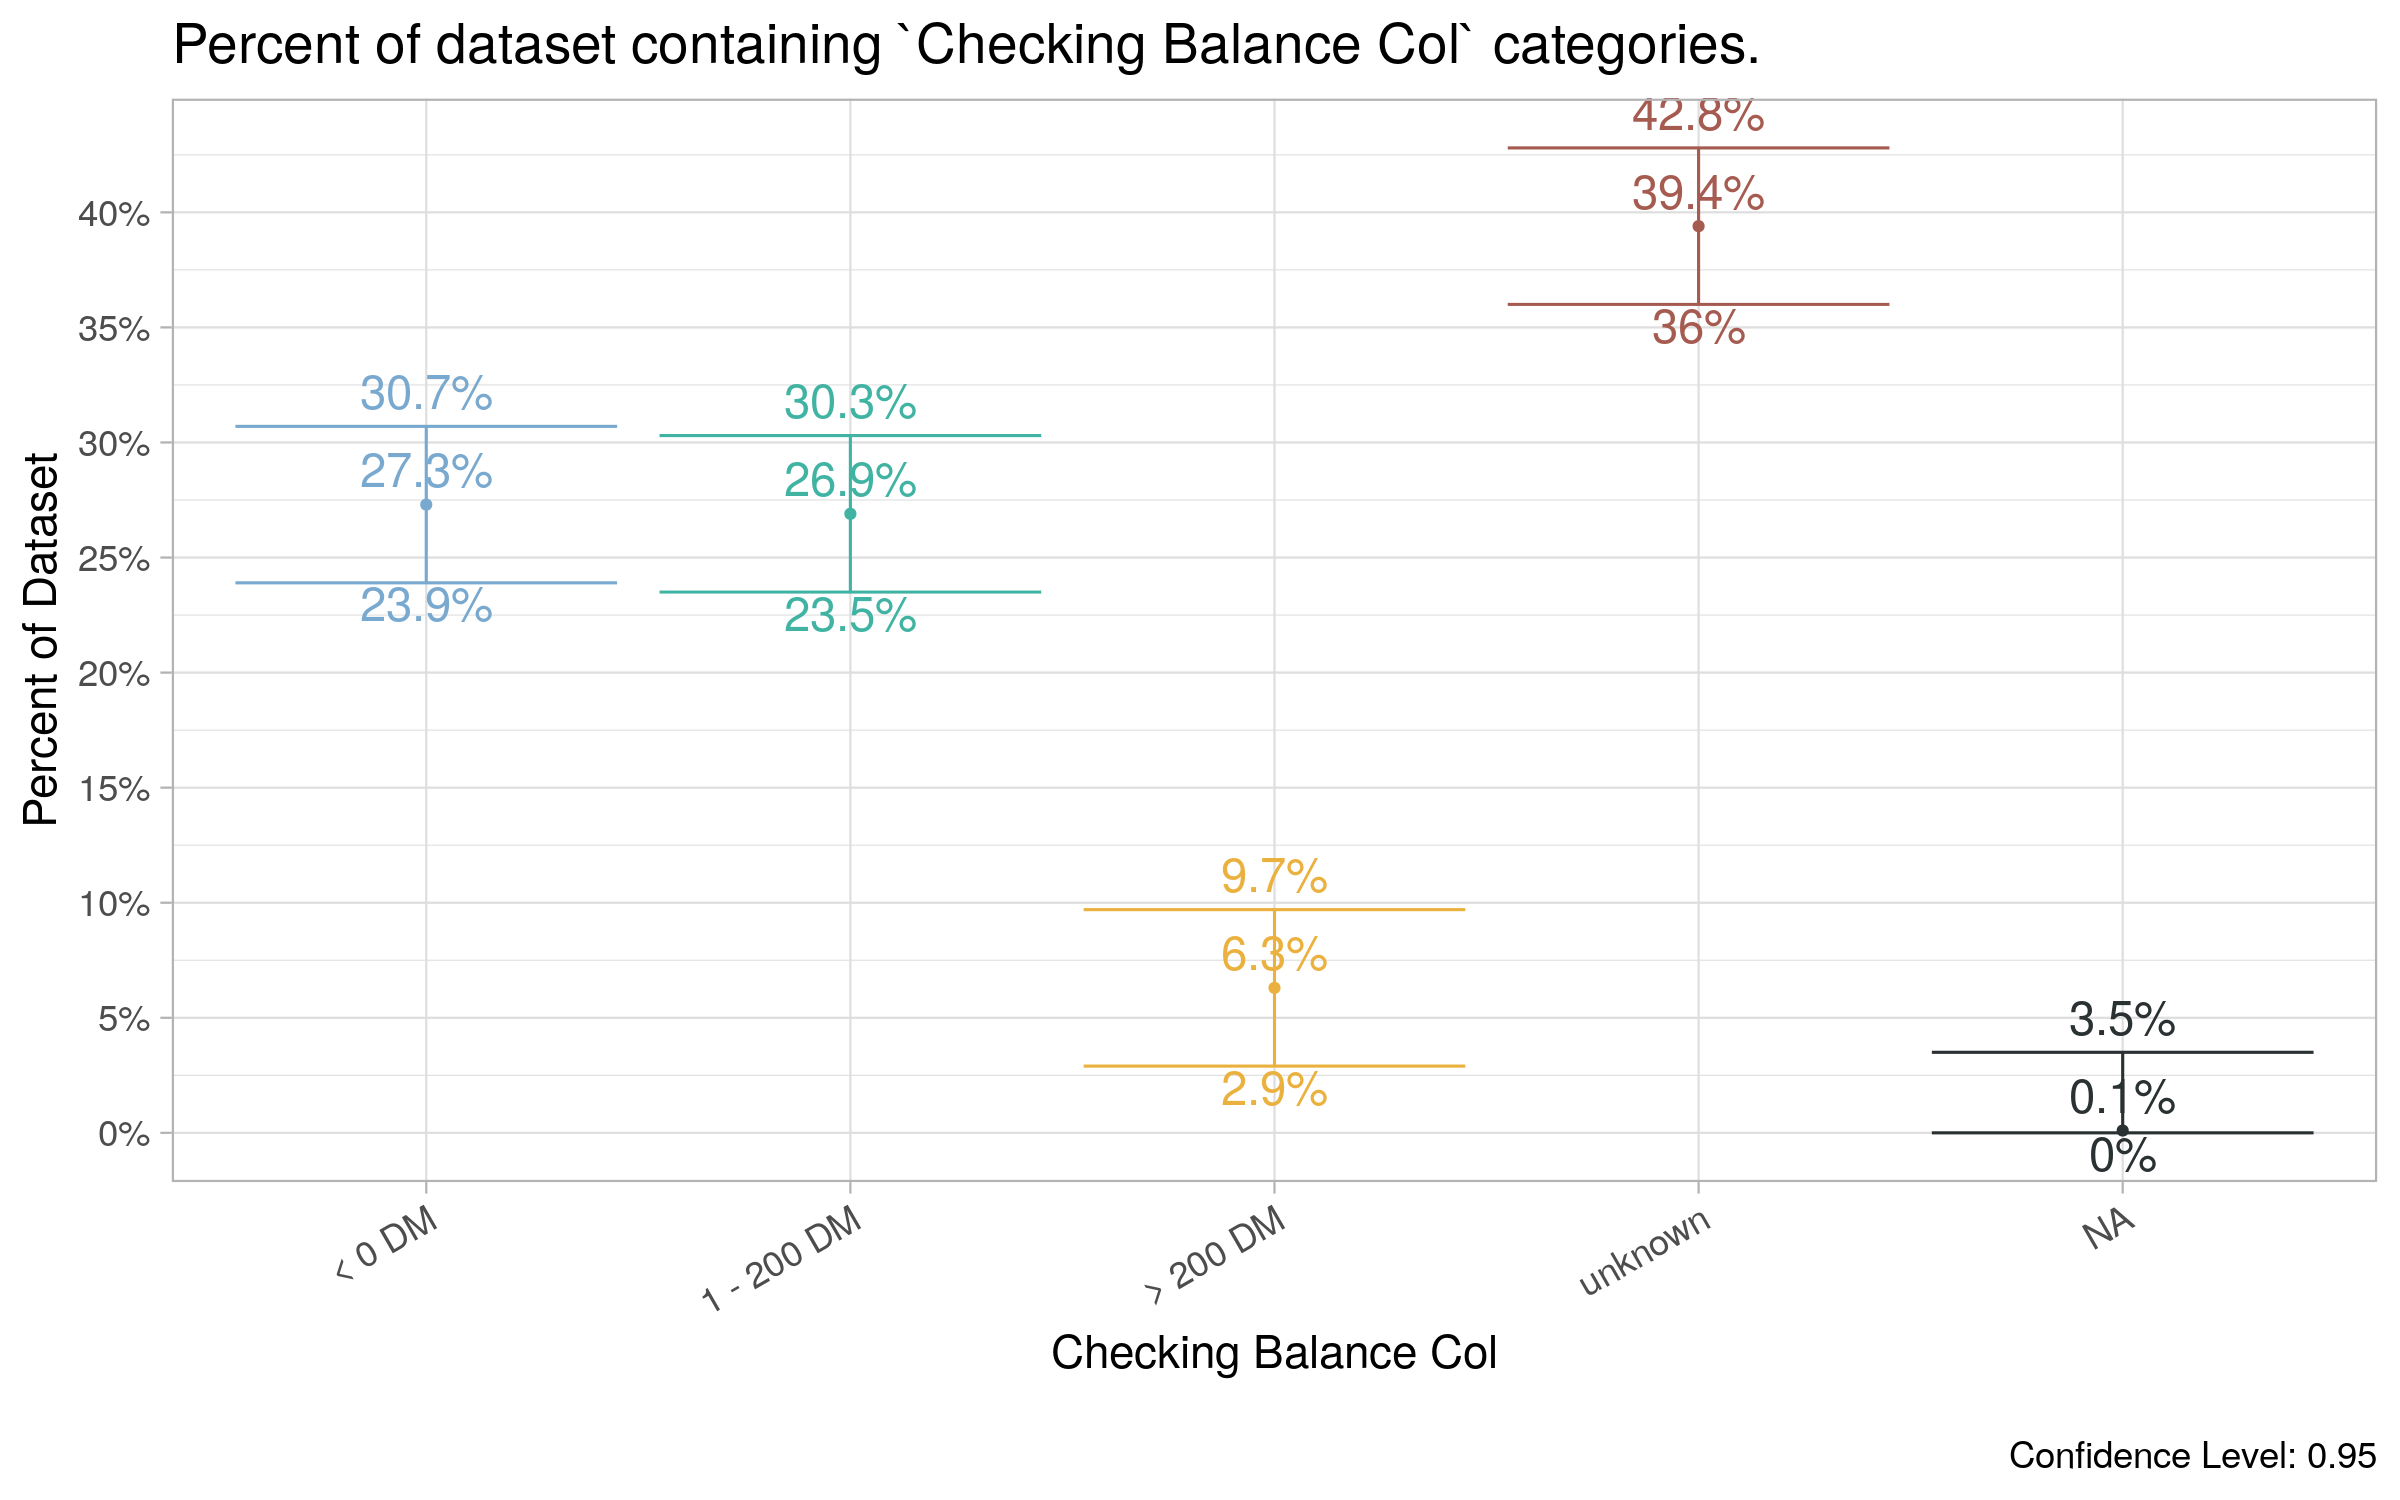 Percent of dataset containing `Checking Balance Col` categories.
42.8%
39.4%
36%
30.7%
27.3%
23.9%
30.3%
26.9%
23.5%
9.7%
6.3%
2.9%
3.5%
0.1%
0%
Percent of Dataset
40%
35%
30%
25%
20%
15%
10%
5%
0%
< 0 DM
1 - 200 DM
> 200 DM
unknown
NA
Checking Balance Col
Confidence Level: 0.95